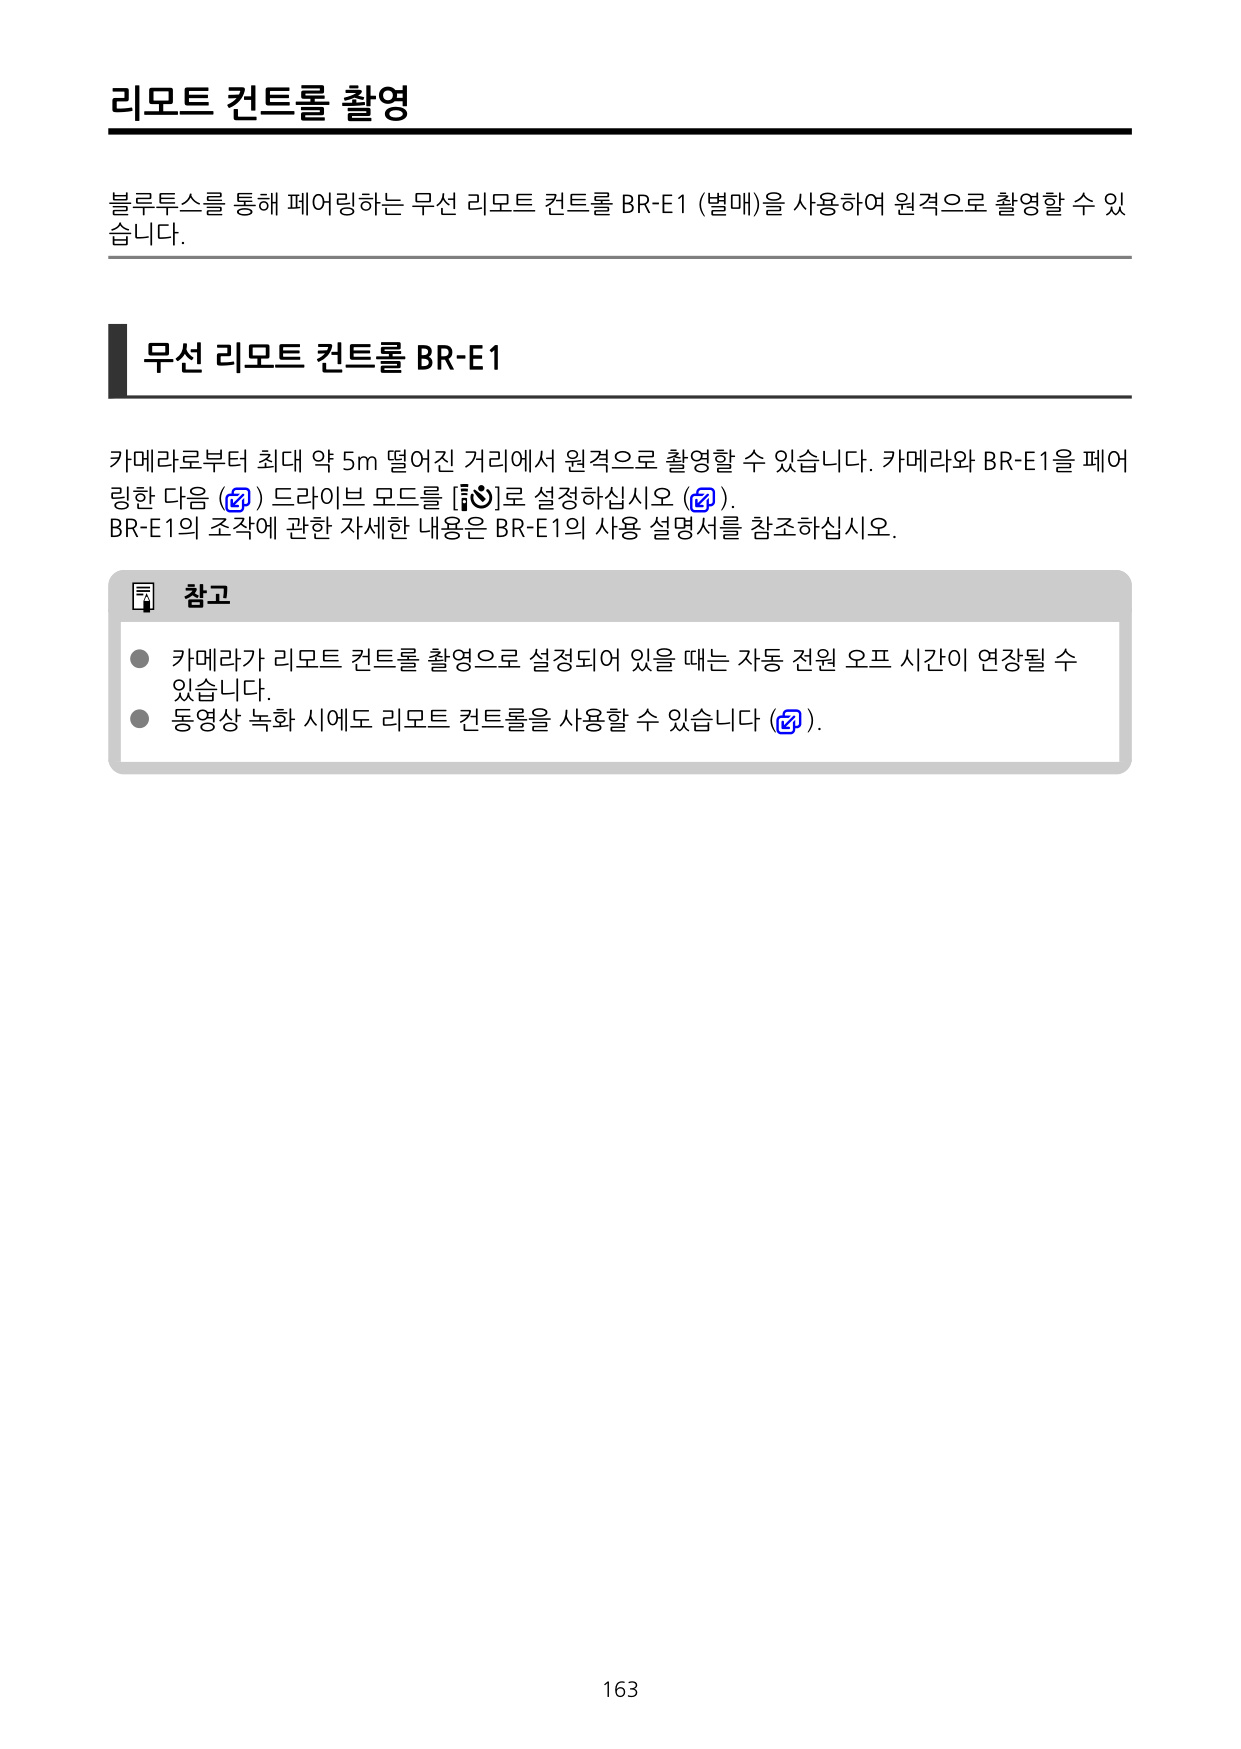 리모트 컨트롤 촬영
블루투스를 통해 페어링하는 무선 리모트 컨트롤 BR-E1 (별매)을 사용하여 원격으로 촬영할 수 있
습니다.
무선 리모트 컨트롤 BR-E1
카메라로부터 최대 약 5m 떨어진 거리에서 원격으로 촬영할 수 있습니다. 카메라와 BR-E1을 페어
링한 다음 ( ) 드라이브 모드를 [ ]로 설정하십시오 ( ).
BR-E1의 조작에 관한 자세한 내용은 BR-E1의 사용 설명서를 참조하십시오.
참고
● 카메라가 리모트 컨트롤 촬영으로 설정되어 있을 때는 자동 전원 오프 시간이 연장될 수
있습니다.
● 동영상 녹화 시에도 리모트 컨트롤을 사용할 수 있습니다 ( ).
163